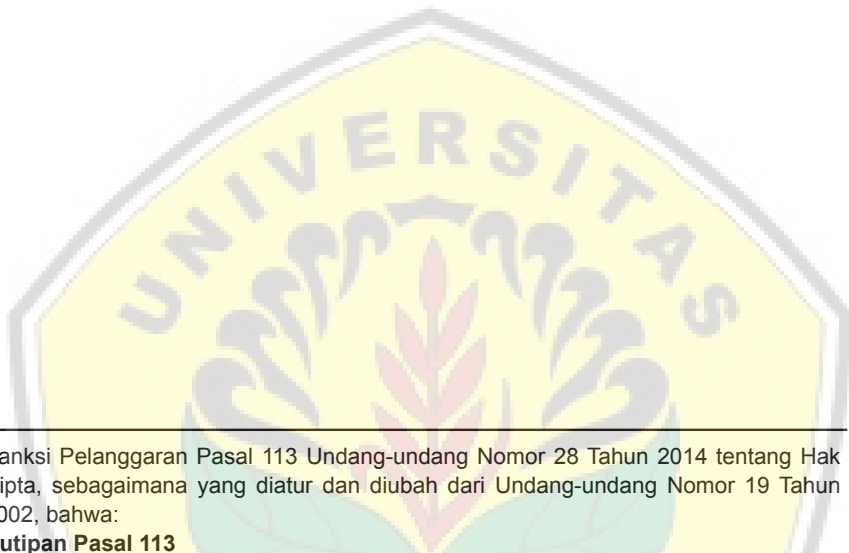 UNIVERSITAS
anksi Pelanggaran Pasal 113 Undang-undang Nomor 28 Tahun 2014 tentang Hak
ipta, sebagaimana yang diatur dan diubah dari Undang-undang Nomor 19 Tahun
002, bahwa:
utipan Pasal 113